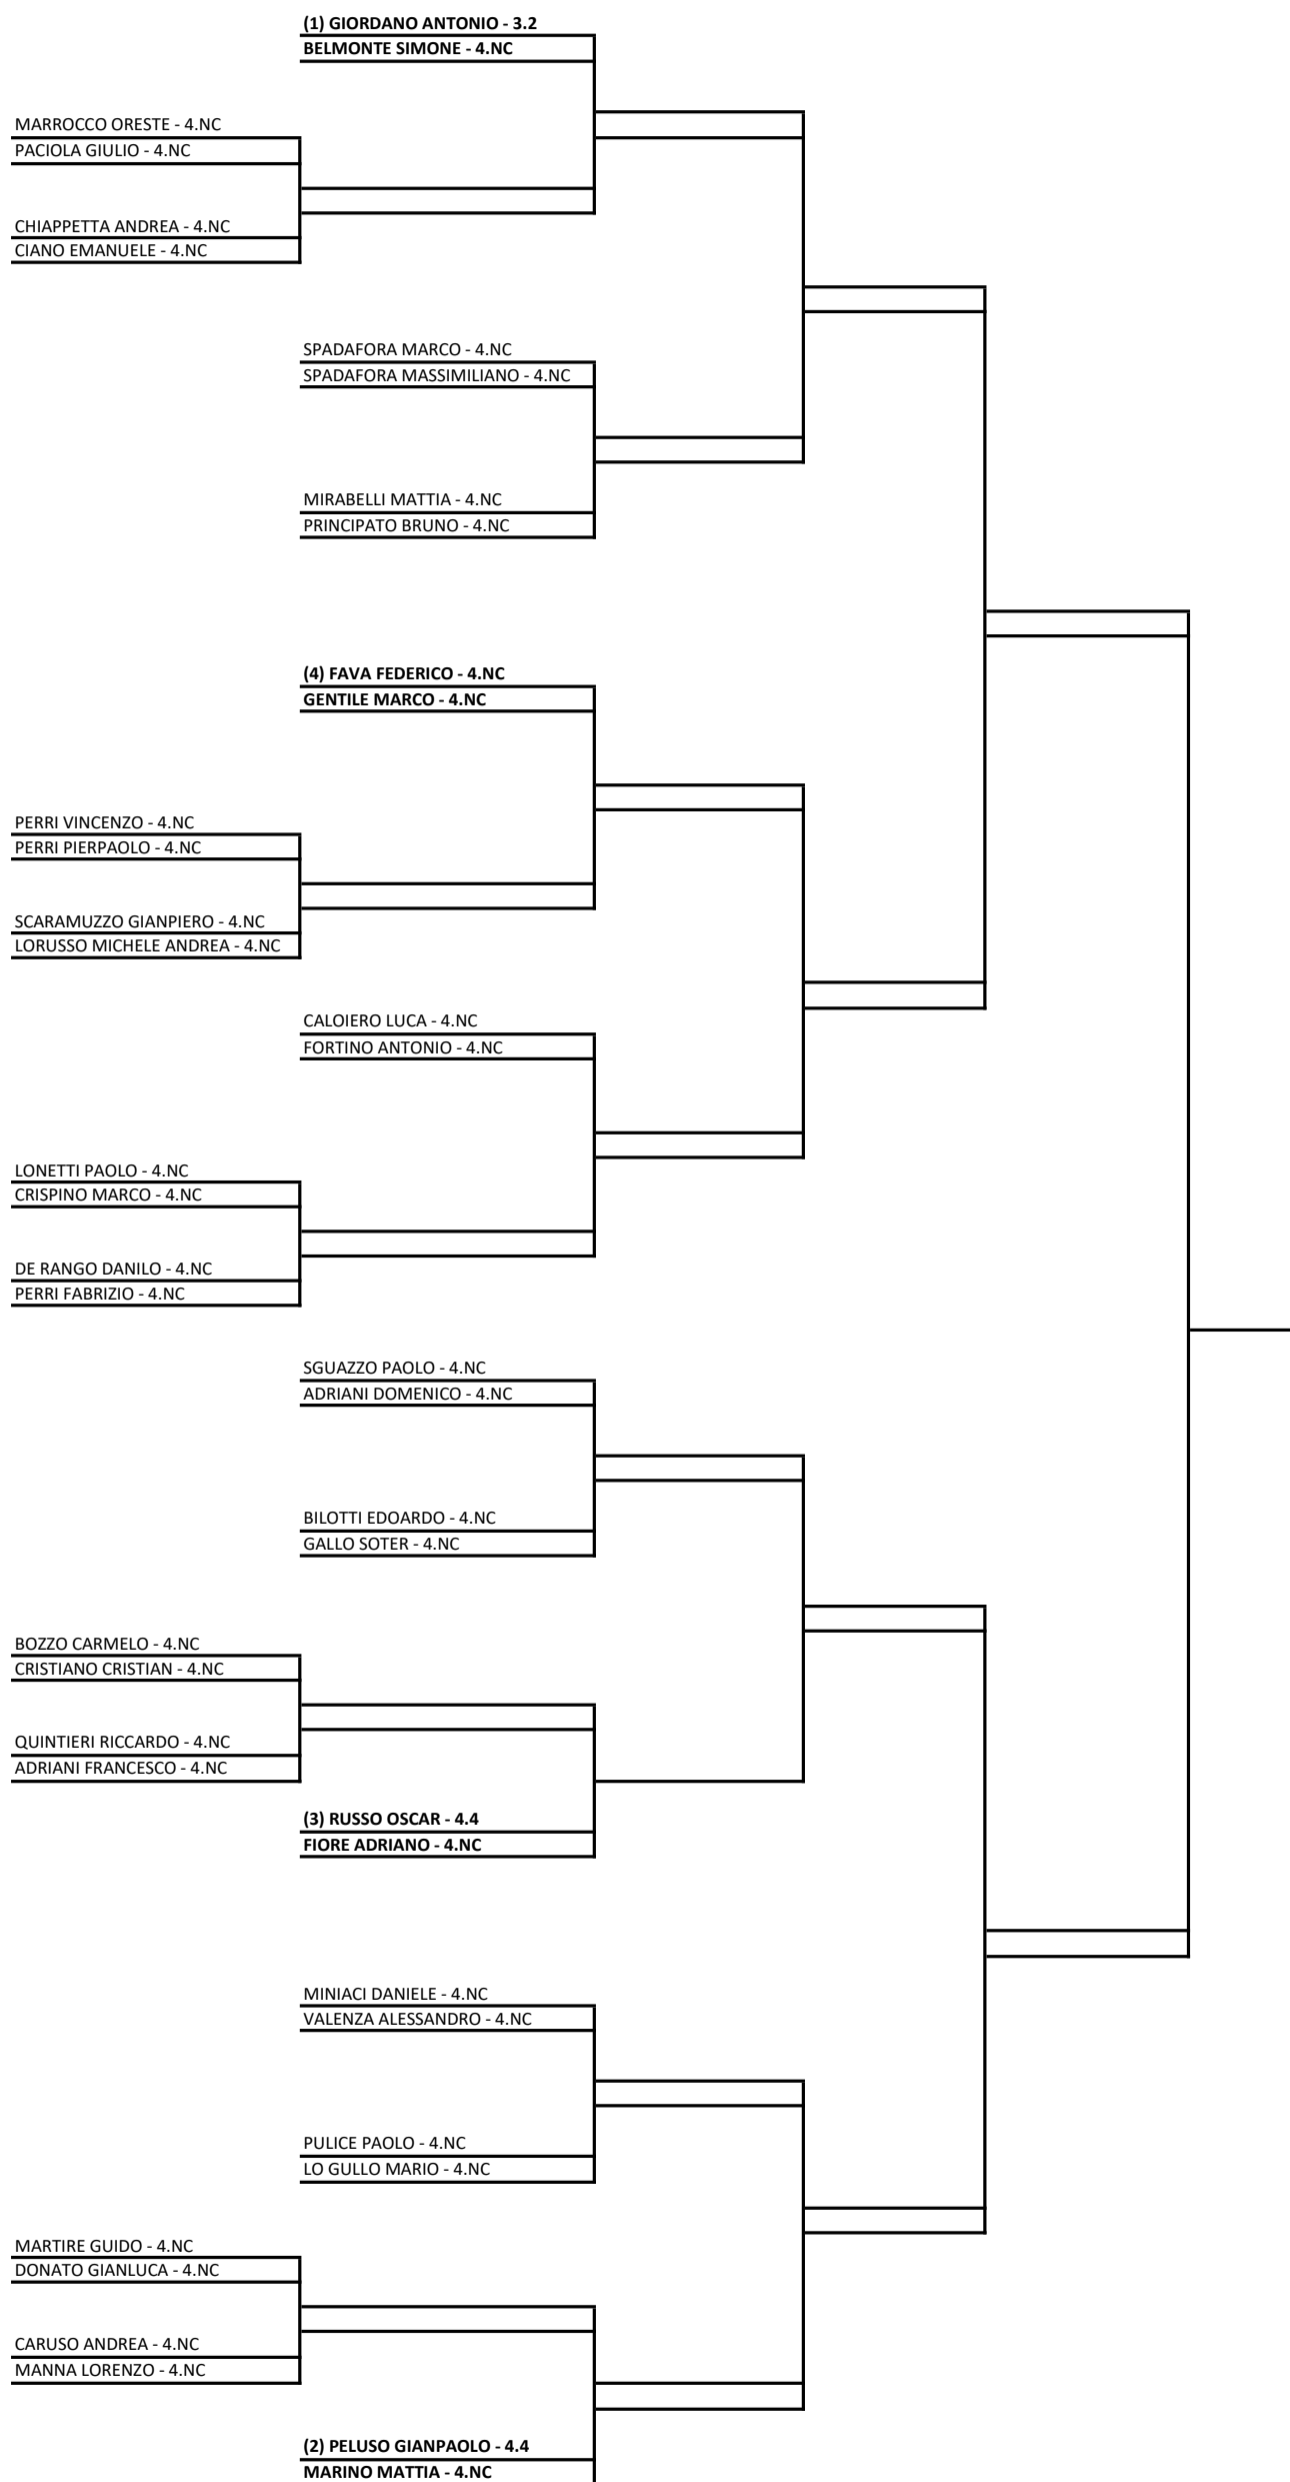 (1) GIORDANO ANTONIO - 3.2
BELMONTE SIMONE - 4.NC
MARROCCO ORESTE - 4.NC
PACIOLA GIULIO - 4.NC
CHIAPPETTA ANDREA - 4.NC
CIANO EMANUELE - 4.NC
SPADAFORA MARCO - 4.NC
SPADAFORA MASSIMILIANO - 4.NC
MIRABELLI MATTIA - 4.NC
PRINCIPATO BRUNO - 4.NC
(4) FAVA FEDERICO - 4.NC
GENTILE MARCO - 4.NC
PERRI VINCENZO - 4.NC
PERRI PIERPAOLO - 4.NC
SCARAMUZZO GIANPIERO - 4.NC
LORUSSO MICHELE ANDREA - 4.NC
CALOIERO LUCA - 4.NC
FORTINO ANTONIO - 4.NC
LONETTI PAOLO - 4.NC
CRISPINO MARCO - 4.NC
DE RANGO DANILO - 4.NC
PERRI FABRIZIO - 4.NC
SGUAZZO PAOLO - 4.NC
ADRIANI DOMENICO - 4.NC
BILOTTI EDOARDO - 4.NC
GALLO SOTER - 4.NC
BOZZO CARMELO - 4.NC
CRISTIANO CRISTIAN - 4.NC
QUINTIERI RICCARDO - 4.NC
ADRIANI FRANCESCO - 4.NC
(3) RUSSO OSCAR - 4.4
FIORE ADRIANO - 4.NC
MINIACI DANIELE - 4.NC
VALENZA ALESSANDRO - 4.NC
PULICE PAOLO - 4.NC
LO GULLO MARIO - 4.NC
MARTIRE GUIDO - 4.NC
DONATO GIANLUCA - 4.NC
CARUSO ANDREA - 4.NC
MANNA LORENZO - 4.NC
(2) PELUSO GIANPAOLO - 4.4
MARINO MATTIA - 4.NC